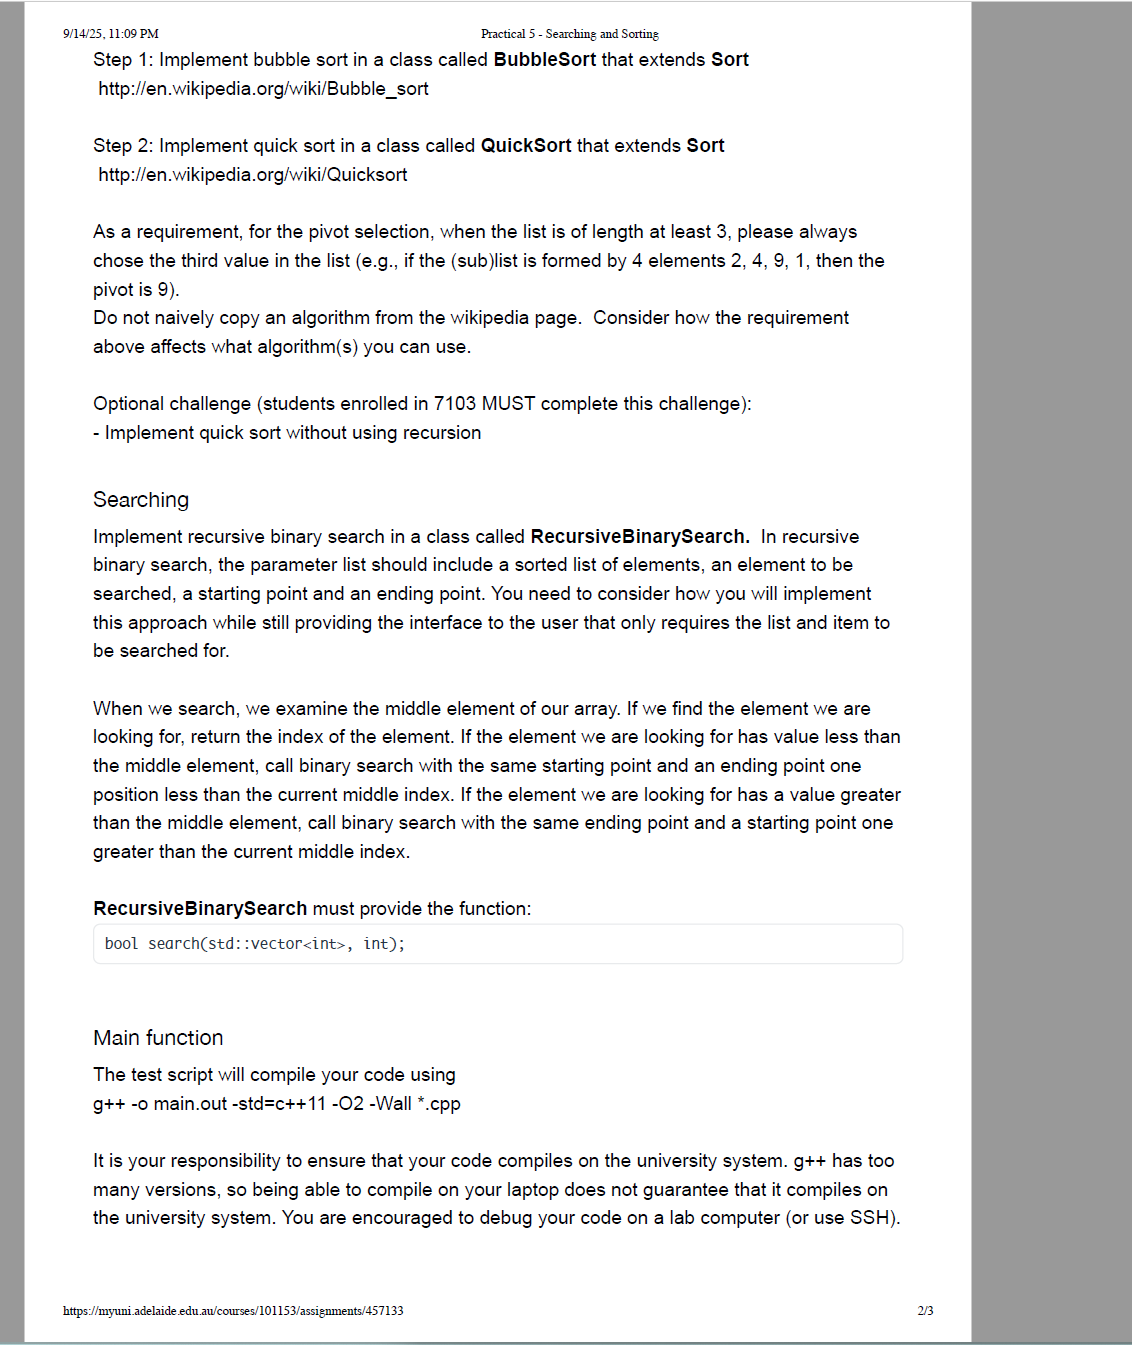 9/14/25, 11:09 PM
Practical 5 - Searching and Sorting
Step 1: Implement bubble sort in a class called BubbleSort that extends Sort
http://en.wikipedia.org/wiki/Bubble_sort
Step 2: Implement quick sort in a class called QuickSort that extends Sort
http://en.wikipedia.org/wiki/Quicksort
As a requirement, for the pivot selection, when the list is of length at least 3, please always
chose the third value in the list (e.g., if the (sub)list is formed by 4 elements 2, 4, 9, 1, then the
pivot is 9).
Do not naively copy an algorithm from the wikipedia page.  Consider how the requirement
above affects what algorithm(s) you can use.
Optional challenge (students enrolled in 7103 MUST complete this challenge):
- Implement quick sort without using recursion
Searching
Implement recursive binary search in a class called RecursiveBinarySearch.  In recursive
binary search, the parameter list should include a sorted list of elements, an element to be
searched, a starting point and an ending point. You need to consider how you will implement
this approach while still providing the interface to the user that only requires the list and item to
be searched for.
When we search, we examine the middle element of our array. If we find the element we are
looking for, return the index of the element. If the element we are looking for has value less than
the middle element, call binary search with the same starting point and an ending point one
position less than the current middle index. If the element we are looking for has a value greater
than the middle element, call binary search with the same ending point and a starting point one
greater than the current middle index.
RecursiveBinarySearch must provide the function:
bool search(std::vector<int>, int);
Main function
The test script will compile your code using
g++ -o main.out -std=c++11 -O2 -Wall *.cpp
It is your responsibility to ensure that your code compiles on the university system. g++ has too
many versions, so being able to compile on your laptop does not guarantee that it compiles on
the university system. You are encouraged to debug your code on a lab computer (or use SSH).
https://myuni.adelaide.edu.au/courses/101153/assignments/457133
2/3